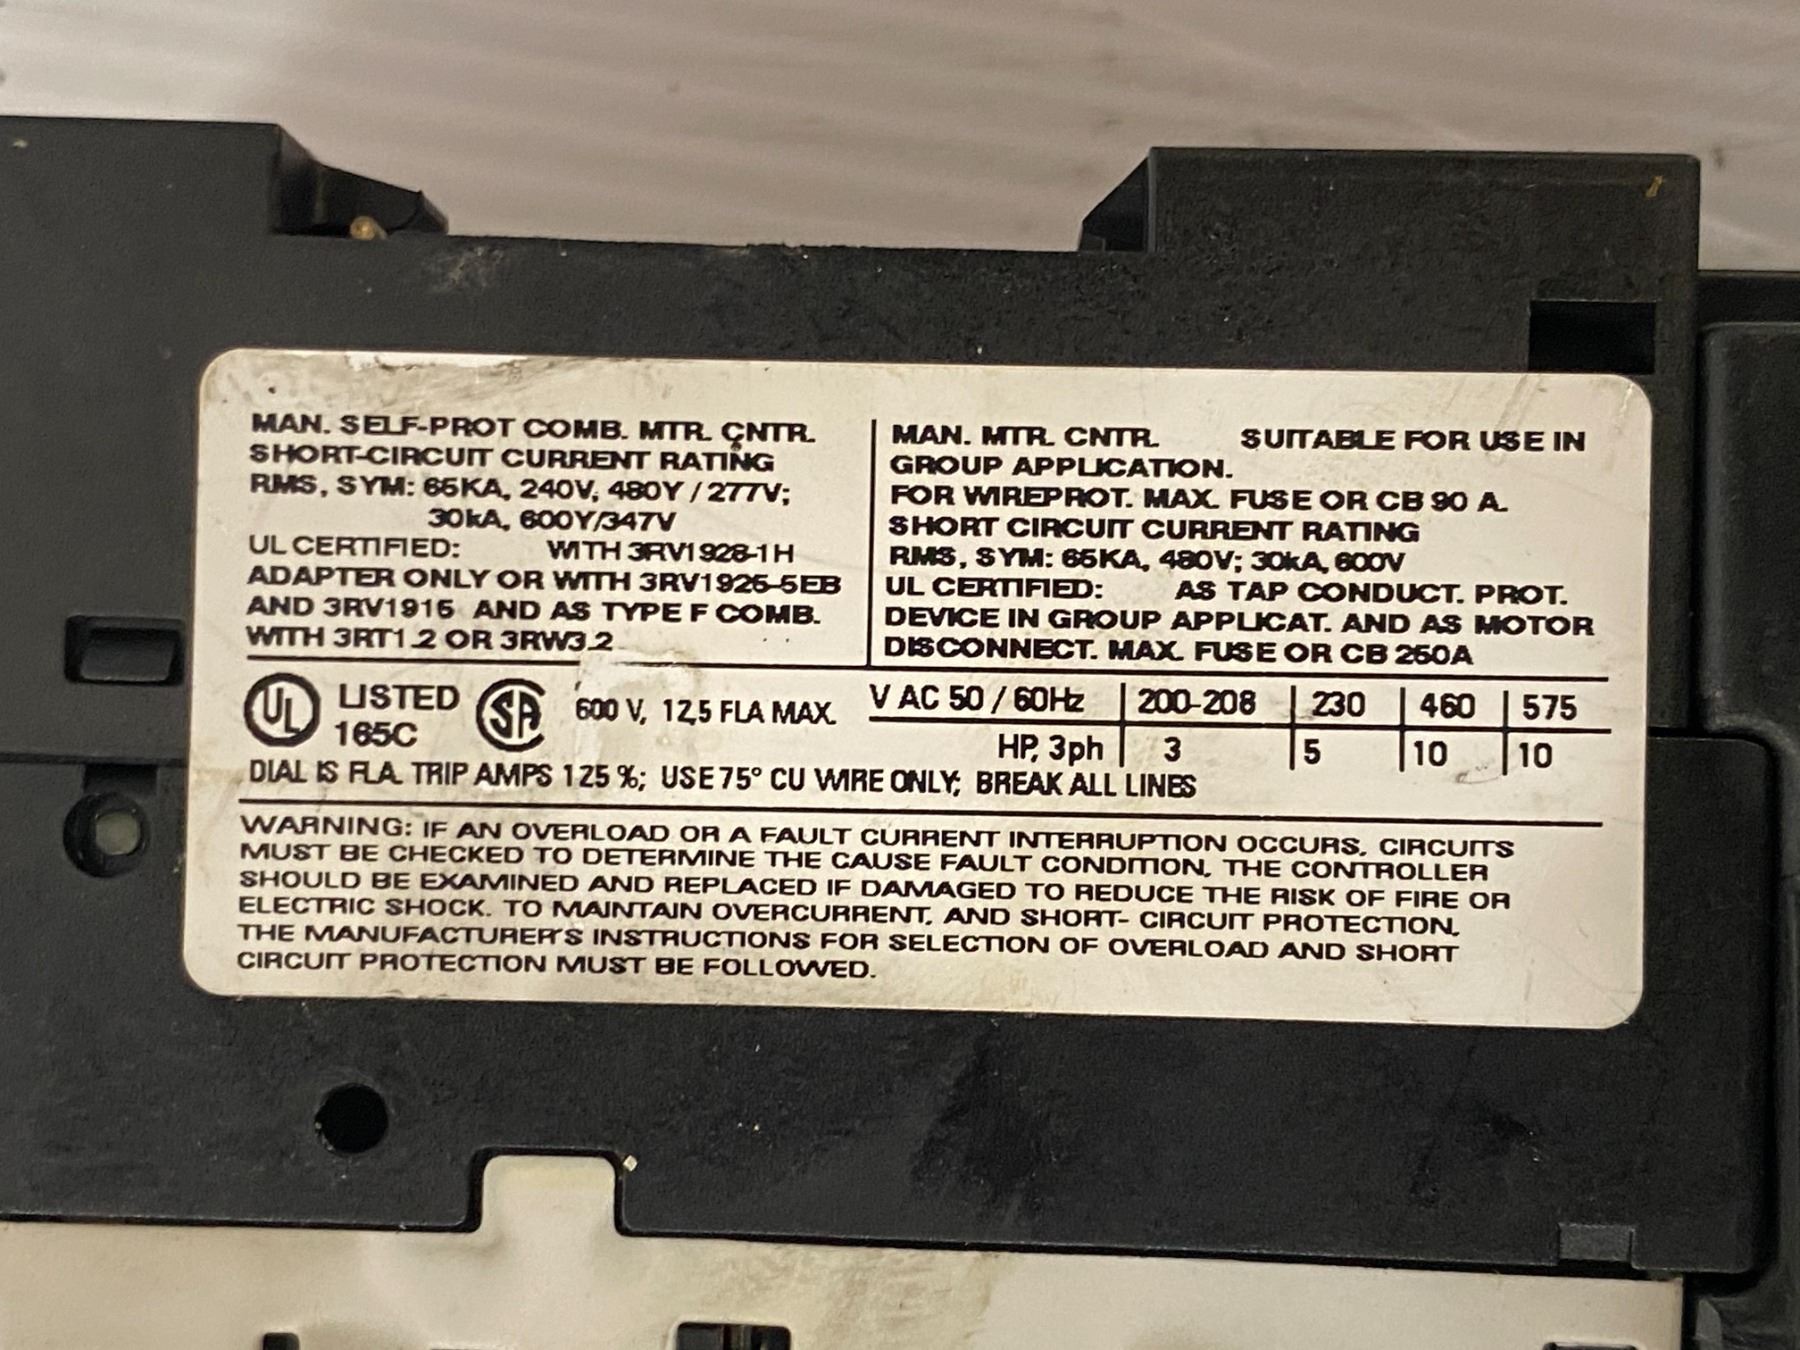 MAN. SELF-PROT COMB. MTR. CNTR.
SHORT-CIRCUIT CURRENT RATING
RMS, SYM: 65KA, 240V, 480Y / 277V;
30kA, 600Y/347V
UL CERTIFIED: WITH 3RV1928-1H
ADAPTER ONLY OR WITH 3RV1925-5EB
AND 3RV1915 AND AS TYPE F COMB.
WITH 3RT1.2 OR 3RW3.2
MAN. MTR. CNTR. SUITABLE FOR USE IN
GROUP APPLICATION.
FOR WIREPROT. MAX. FUSE OR CB 90 A.
SHORT CIRCUIT CURRENT RATING
RMS, SYM: 65KA, 480V; 30kA, 600V
UL CERTIFIED: AS TAP CONDUCT. PROT.
DEVICE IN GROUP APPLICAT. AND AS MOTOR
DISCONNECT. MAX. FUSE OR CB 250A
UL LISTED
165C
SA 600 V, 12,5 FLA MAX.
V AC 50 / 60Hz 200-208 230 460 575
HP, 3ph 3 5 10 10
DIAL IS FLA. TRIP AMPS 125 %; USE 75° CU WIRE ONLY; BREAK ALL LINES
WARNING: IF AN OVERLOAD OR A FAULT CURRENT INTERRUPTION OCCURS, CIRCUITS
MUST BE CHECKED TO DETERMINE THE CAUSE FAULT CONDITION, THE CONTROLLER
SHOULD BE EXAMINED AND REPLACED IF DAMAGED TO REDUCE THE RISK OF FIRE OR
ELECTRIC SHOCK. TO MAINTAIN OVERCURRENT, AND SHORT- CIRCUIT PROTECTION,
THE MANUFACTURER'S INSTRUCTIONS FOR SELECTION OF OVERLOAD AND SHORT
CIRCUIT PROTECTION MUST BE FOLLOWED.